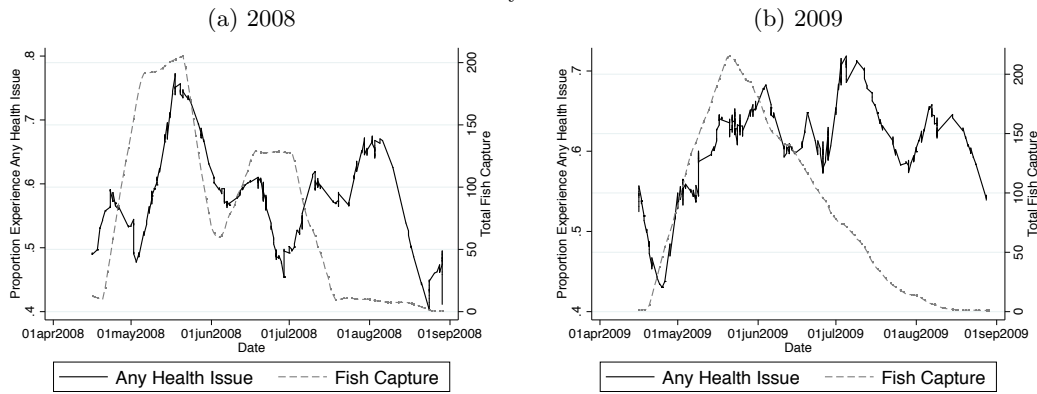 (a) 2008
Proportion Experience Any Health Issue
.4 .5 .6 .7 .8
0 50 100 150 200
Total Fish Capture
01apr2008 01may2008 01jun2008 01jul2008 01aug2008 01sep2008
Date
Any Health Issue Fish Capture
(b) 2009
Proportion Experience Any Health Issue
.4 .5 .6 .7
0 50 100 150 200
Total Fish Capture
01apr2009 01may2009 01jun2009 01jul2009 01aug2009 01sep2009
Date
Any Health Issue Fish Capture